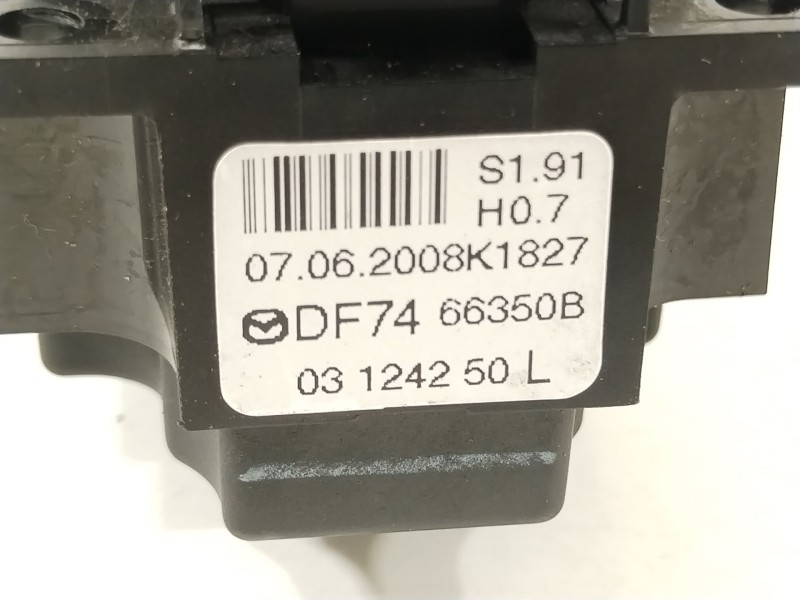 S1.91
H0.7
07.06.2008K1827
DF74 66350B
03 1242 50 L